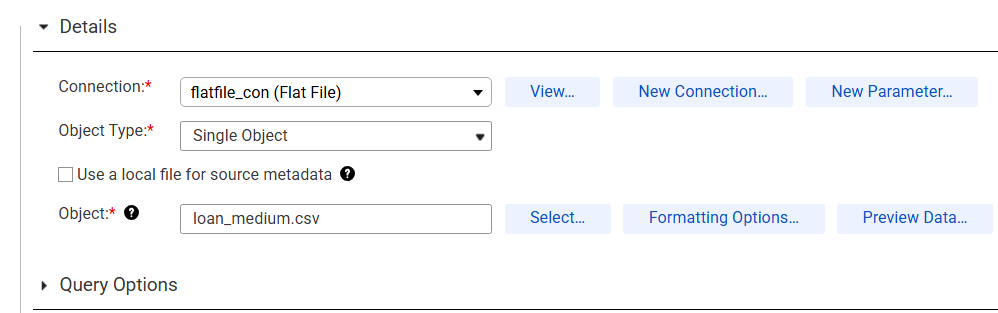 Details
Connection:* flatfile_con (Flat File) View... New Connection... New Parameter...
Object Type:* Single Object
Use a local file for source metadata ?
Object:* ? loan_medium.csv Select... Formatting Options... Preview Data...
Query Options